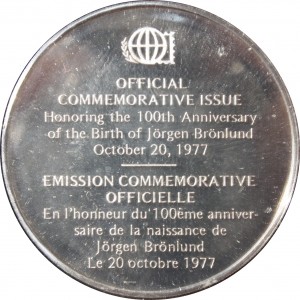 OFFICIAL
COMMEMORATIVE ISSUE
Honoring the 100th Anniversary
of the Birth of Jörgen Brönlund
October 20, 1977
EMISSION COMMEMORATIVE
OFFICIELLE
En l'honneur du 100ème anniver-
saire de la naissance de
Jörgen Brönlund
Le 20 octobre 1977